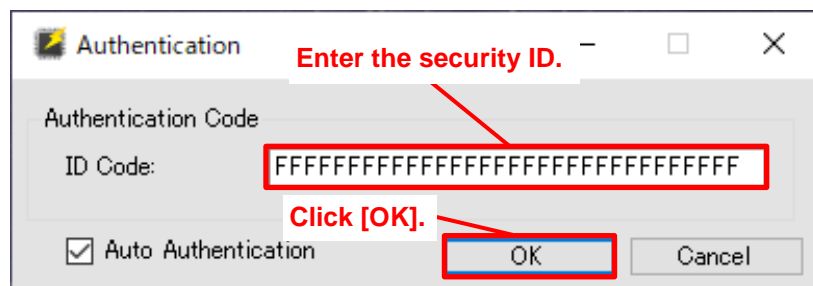 Authentication
Enter the security ID.
Authentication Code
ID Code:
FFFFFFFFFFFFFFFFFFFFFFFFFFFFFFFF
Click [OK].
Auto Authentication
OK
Cancel